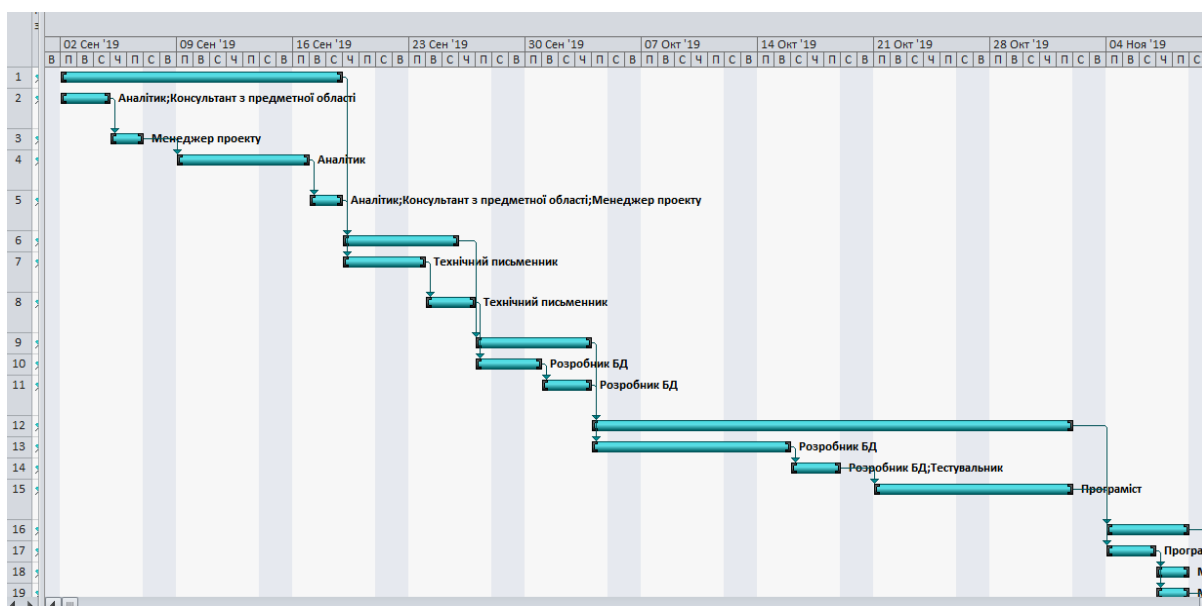 02 Сен '19 09 Сен '19 16 Сен '19 23 Сен '19 30 Сен '19 07 Окт '19 14 Окт '19 21 Окт '19 28 Окт '19 04 Ноя '19
В П В С Ч П С В П В С Ч П С В П В С Ч П С В П В С Ч П С В П В С Ч П С В П В С Ч П С В П В С Ч П С В П В С Ч П С В П В С Ч П С В П В С Ч П С
1
2 Аналітик;Консультант з предметної області
3 Менеджер проекту
4 Аналітик
5 Аналітик;Консультант з предметної області;Менеджер проекту
6
7 Технічний письменник
8 Технічний письменник
9
10 Розробник БД
11 Розробник БД
12
13 Розробник БД
14 Розробник БД;Тестувальник
15 Програміст
16
17 Програ
18
19